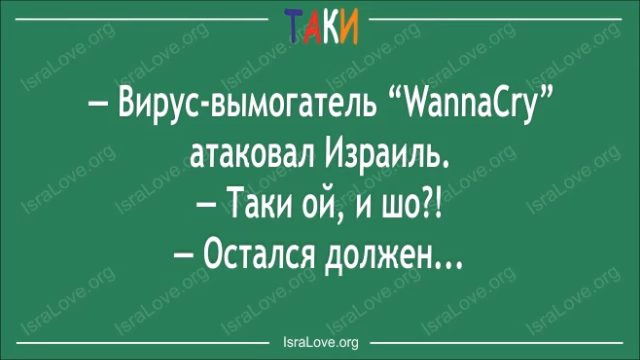 ТАКИ
– Вирус-вымогатель “WannaCry”
атаковал Израиль.
– Таки ой, и шо?!
– Остался должен...
IsraLove.org